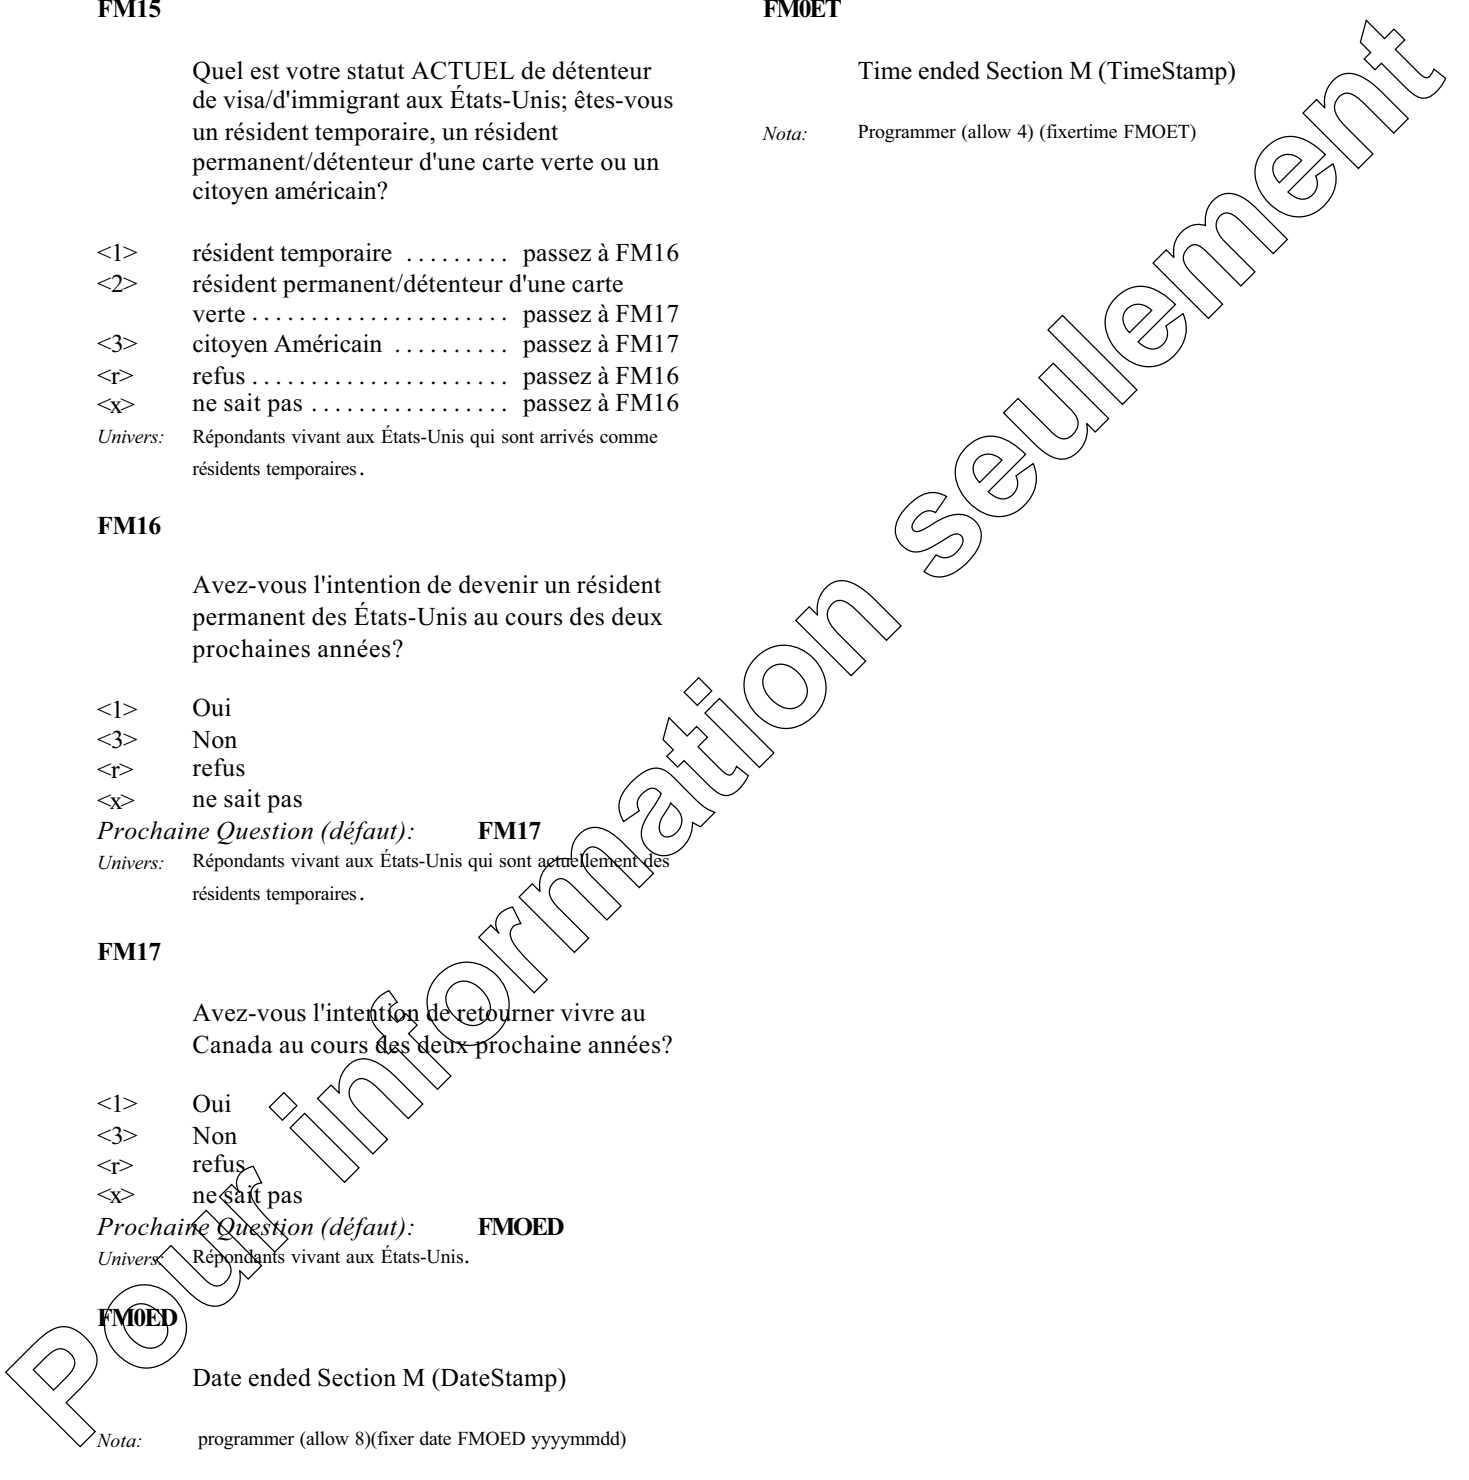 FM15
Quel est votre statut ACTUEL de détenteur
de visa/d'immigrant aux États-Unis; êtes-vous
un résident temporaire, un résident
permanent/détenteur d'une carte verte ou un
citoyen américain?
<1> résident temporaire ......... passez à FM16
<2> résident permanent/détenteur d'une carte
verte ...................... passez à FM17
<3> citoyen Américain .......... passez à FM17
<r> refus ...................... passez à FM16
<x> ne sait pas ................. passez à FM16
Univers: Répondants vivant aux États-Unis qui sont arrivés comme
résidents temporaires.
FM16
Avez-vous l'intention de devenir un résident
permanent des États-Unis au cours des deux
prochaines années?
<1> Oui
<3> Non
<r> refus
<x> ne sait pas
Prochaine Question (défaut): FM17
Univers: Répondants vivant aux États-Unis qui sont actuellement des
résidents temporaires.
FM17
Avez-vous l'intention de retourner vivre au
Canada au cours des deux prochaine années?
<1> Oui
<3> Non
<r> refus
<x> ne sait pas
Prochaine Question (défaut): FMOED
Univers: Répondants vivant aux États-Unis.
FM0ED
Date ended Section M (DateStamp)
Nota: programmer (allow 8)(fixer date FMOED yyyymmdd)
FM0ET
Time ended Section M (TimeStamp)
Nota: Programmer (allow 4) (fixertime FMOET)
Pour information seulement